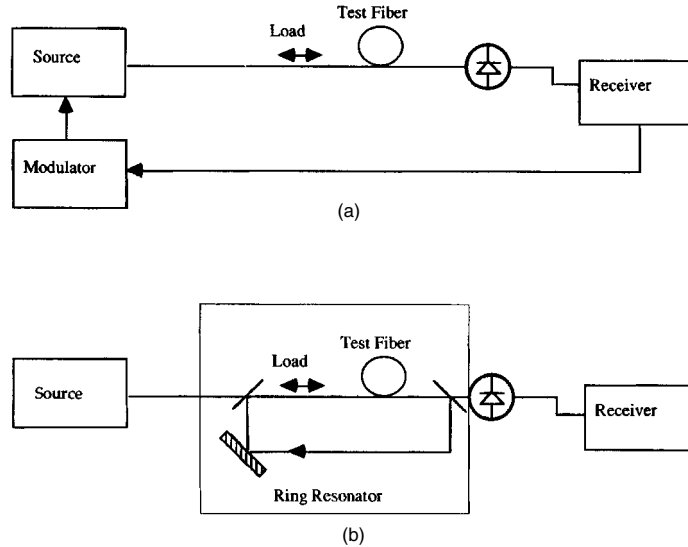 Test Fiber
Load
Source
Receiver
Modulator
(a)
Test Fiber
Load
Source
Receiver
Ring Resonator
(b)